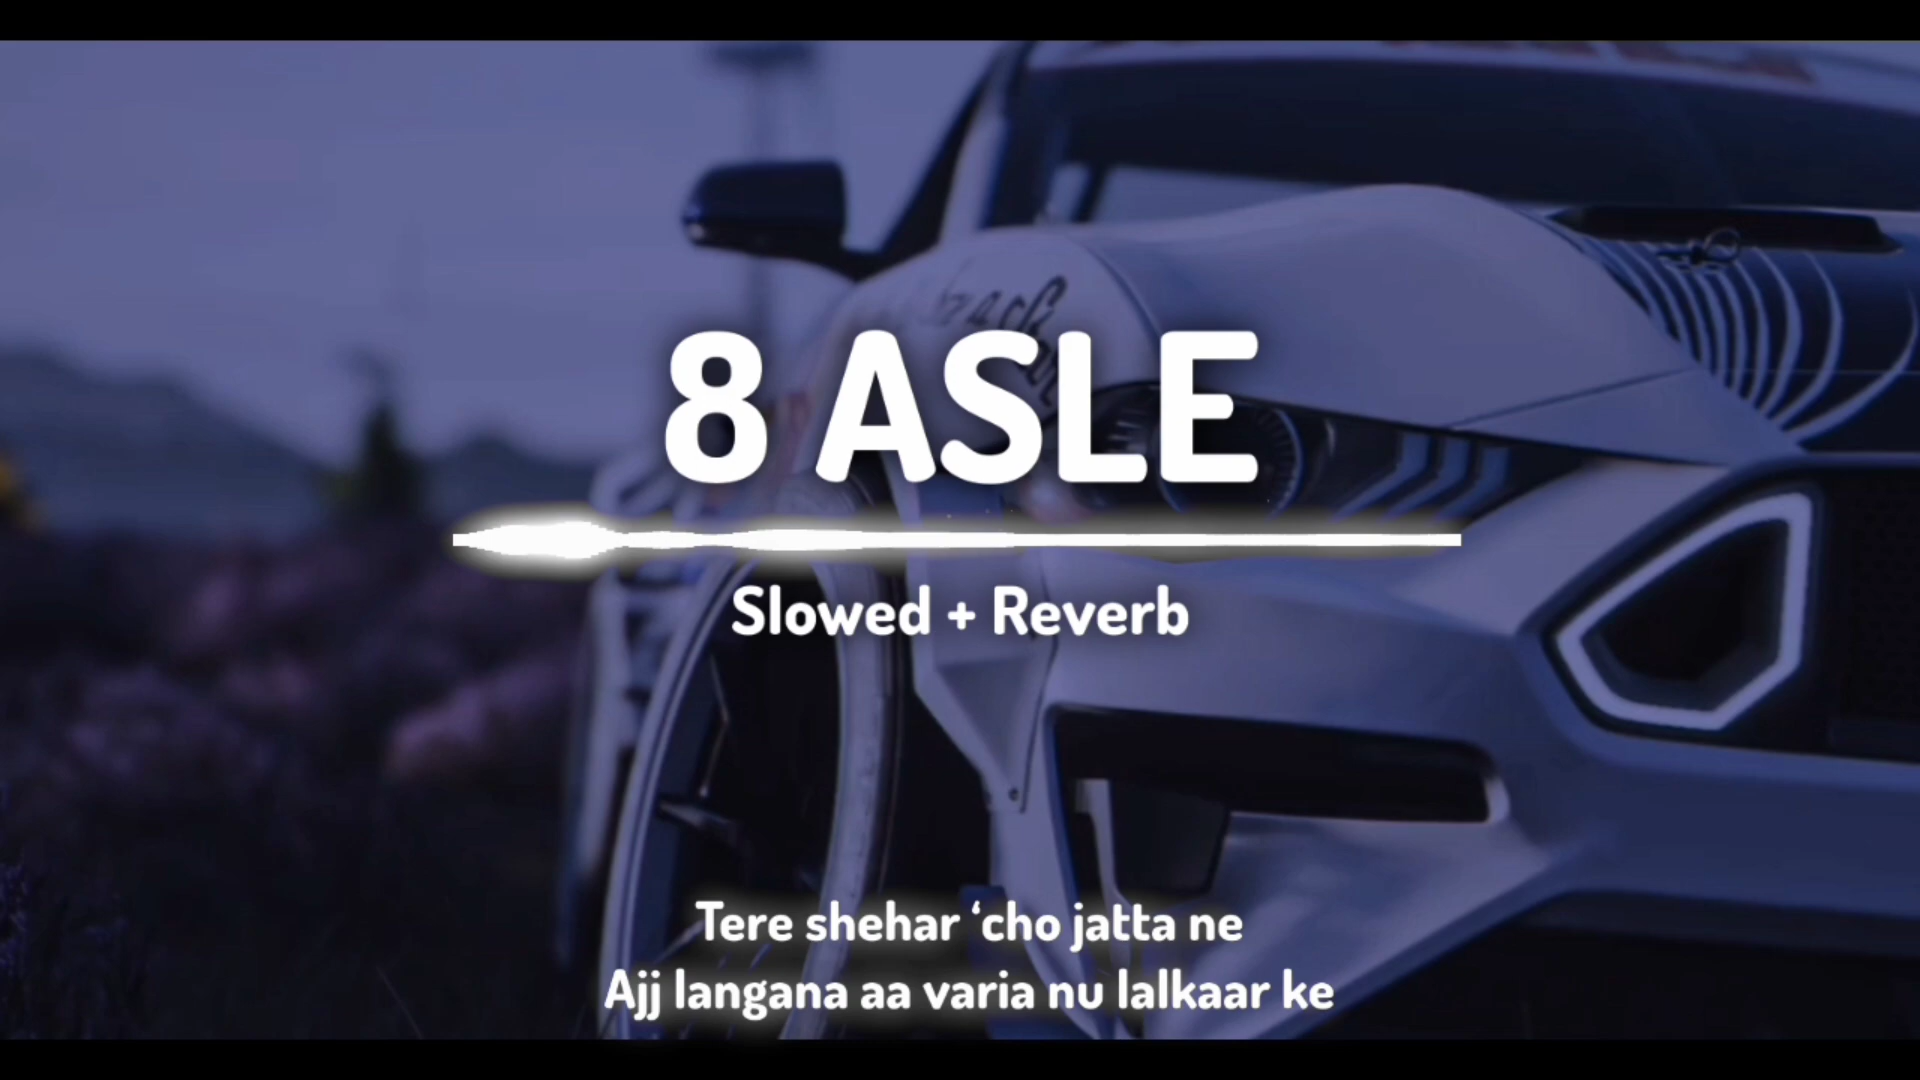 8 ASLE
Slowed + Reverb
Tere shehar ‘cho jatta ne
Ajj langana aa varia nu lalkaar ke